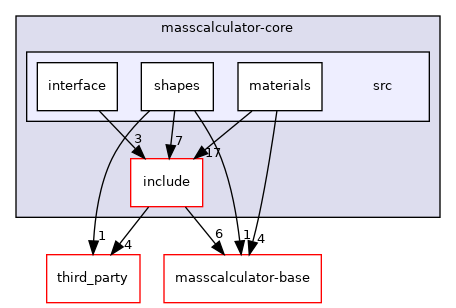 masscalculator-core
interface
shapes
materials
src
3
7
17
include
1
4
6
1
4
third_party
masscalculator-base